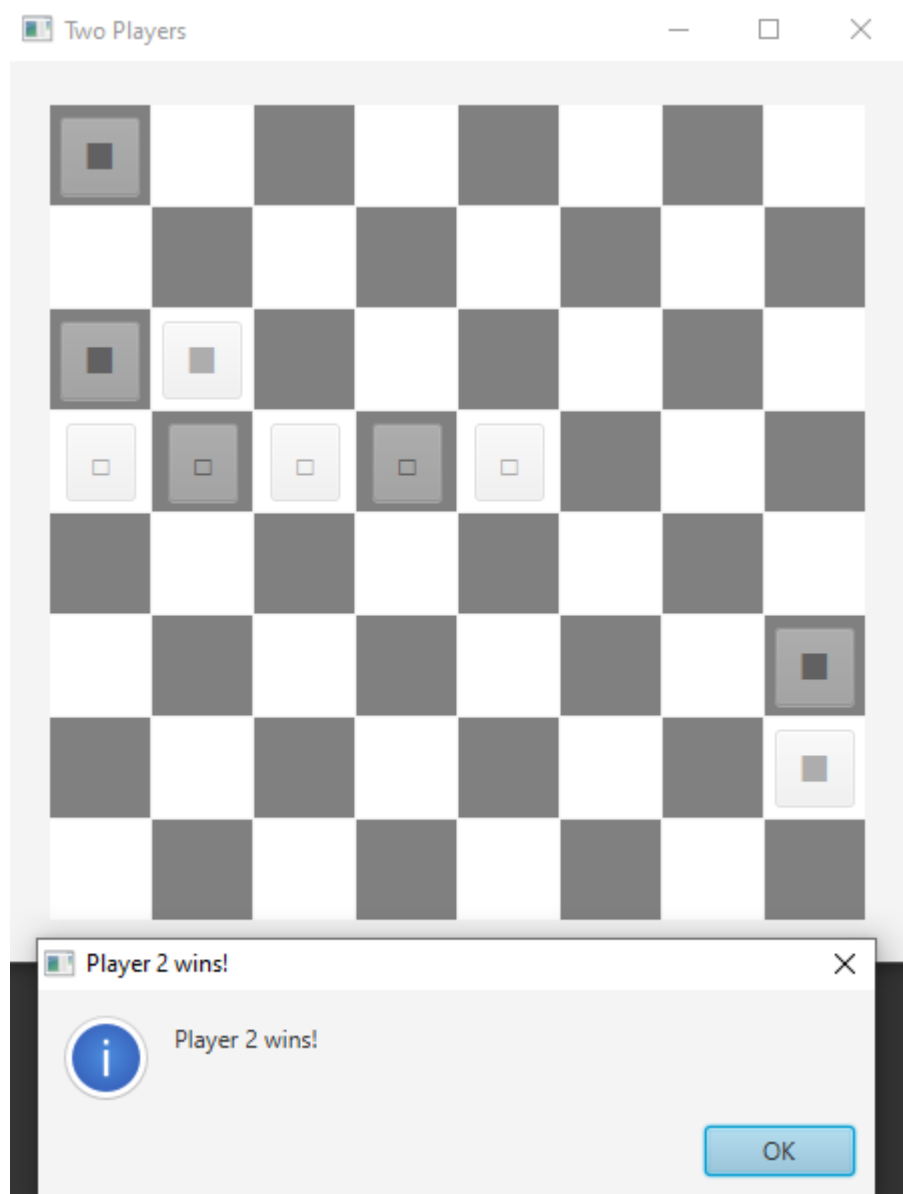 Two Players
■
■ ■
□ □ □ □ □
■
■
Player 2 wins!
Player 2 wins!
OK